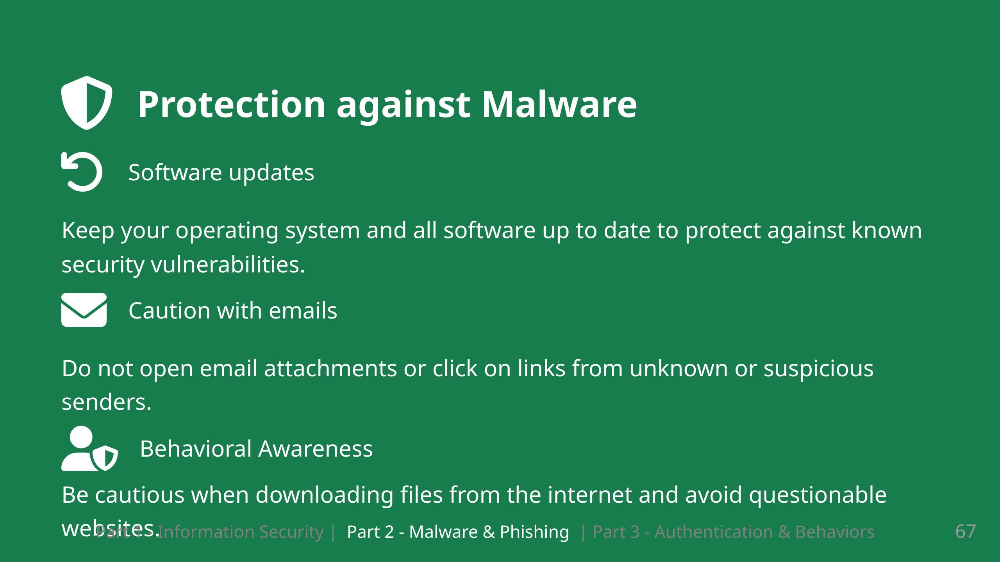 Protection against Malware
Software updates
Keep your operating system and all software up to date to protect against known
security vulnerabilities.
Caution with emails
Do not open email attachments or click on links from unknown or suspicious
senders.
Behavioral Awareness
Be cautious when downloading files from the internet and avoid questionable
websites.
Part 1 - Information Security | Part 2 - Malware & Phishing | Part 3 - Authentication & Behaviors
67